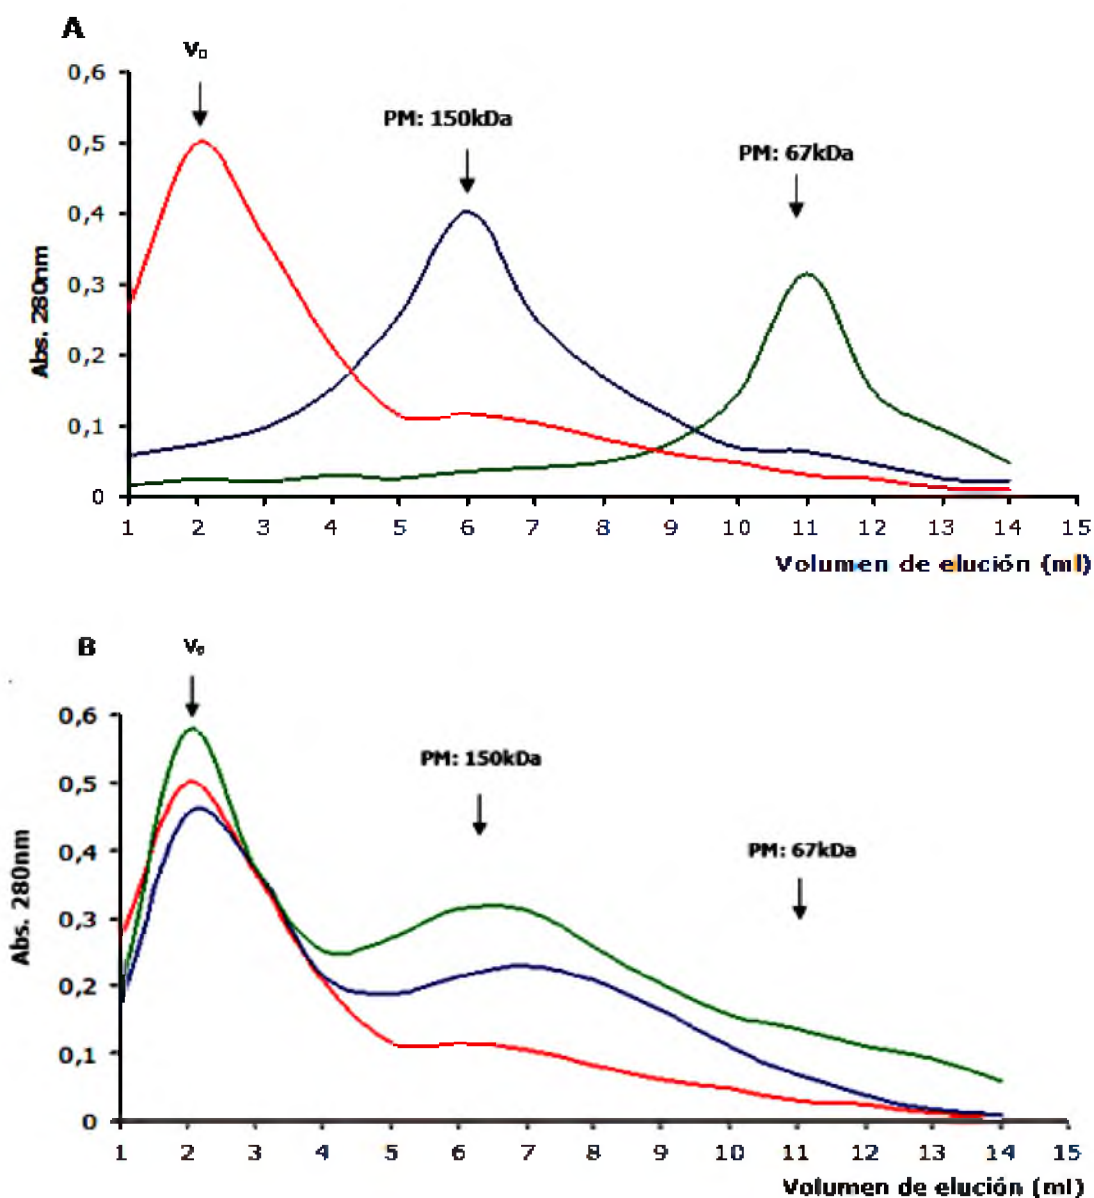 A
V₀
0,6
PM: 150kDa
0,5
PM: 67kDa
0,4
0,3
0,2
0,1
0
Abs. 280nm
1 2 3 4 5 6 7 8 9 10 11 12 13 14 15
Volumen de elución (ml)
B
V₀
0,6
PM: 150kDa
0,5
0,4
PM: 67kDa
0,3
0,2
0,1
0
Abs. 280nm
1 2 3 4 5 6 7 8 9 10 11 12 13 14 15
Volumen de elución (ml)